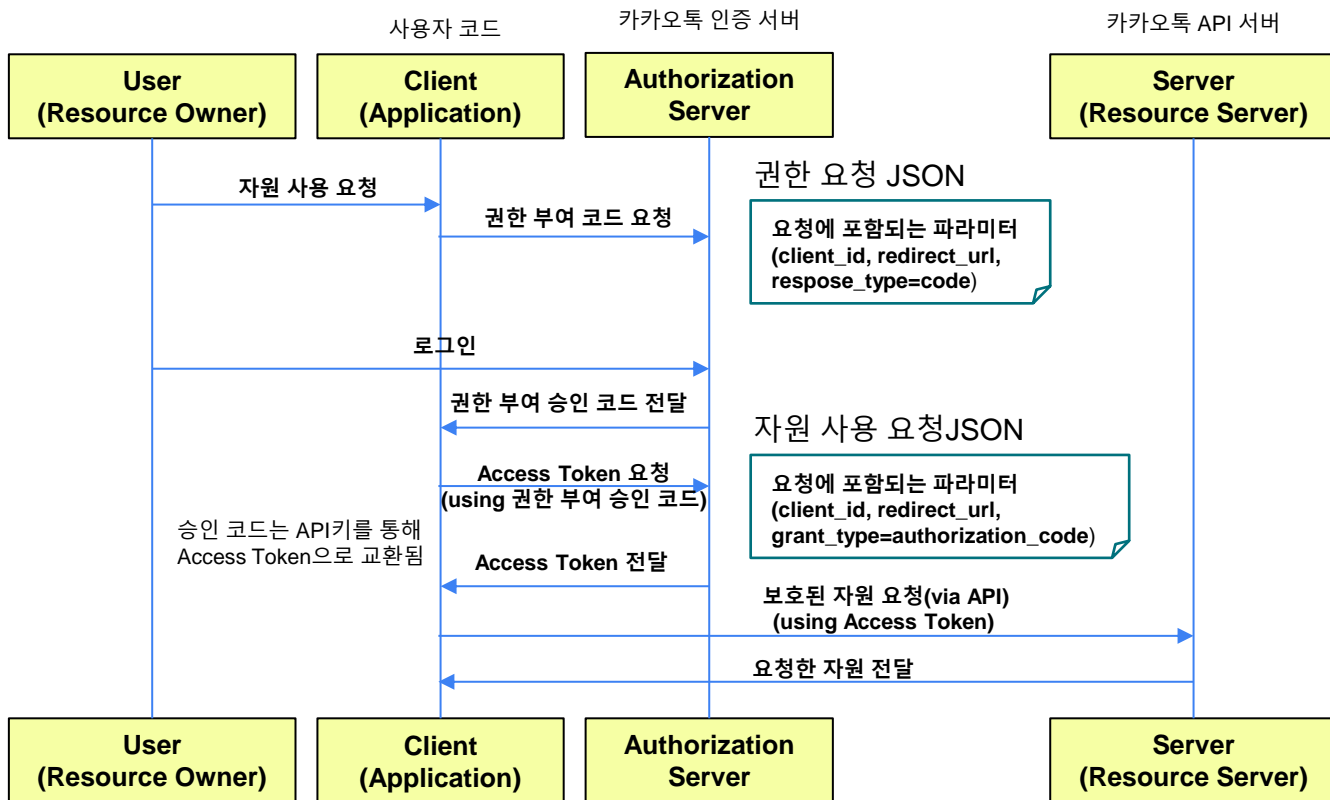 사용자 코드
카카오톡 인증 서버
카카오톡 API 서버
User
(Resource Owner)
Client
(Application)
Authorization
Server
Server
(Resource Server)
자원 사용 요청
권한 부여 코드 요청
권한 요청 JSON
요청에 포함되는 파라미터
(client_id, redirect_url,
respose_type=code)
로그인
권한 부여 승인 코드 전달
자원 사용 요청JSON
Access Token 요청
(using 권한 부여 승인 코드)
요청에 포함되는 파라미터
(client_id, redirect_url,
grant_type=authorization_code)
승인 코드는 API키를 통해
Access Token으로 교환됨
Access Token 전달
보호된 자원 요청(via API)
(using Access Token)
요청한 자원 전달
User
(Resource Owner)
Client
(Application)
Authorization
Server
Server
(Resource Server)